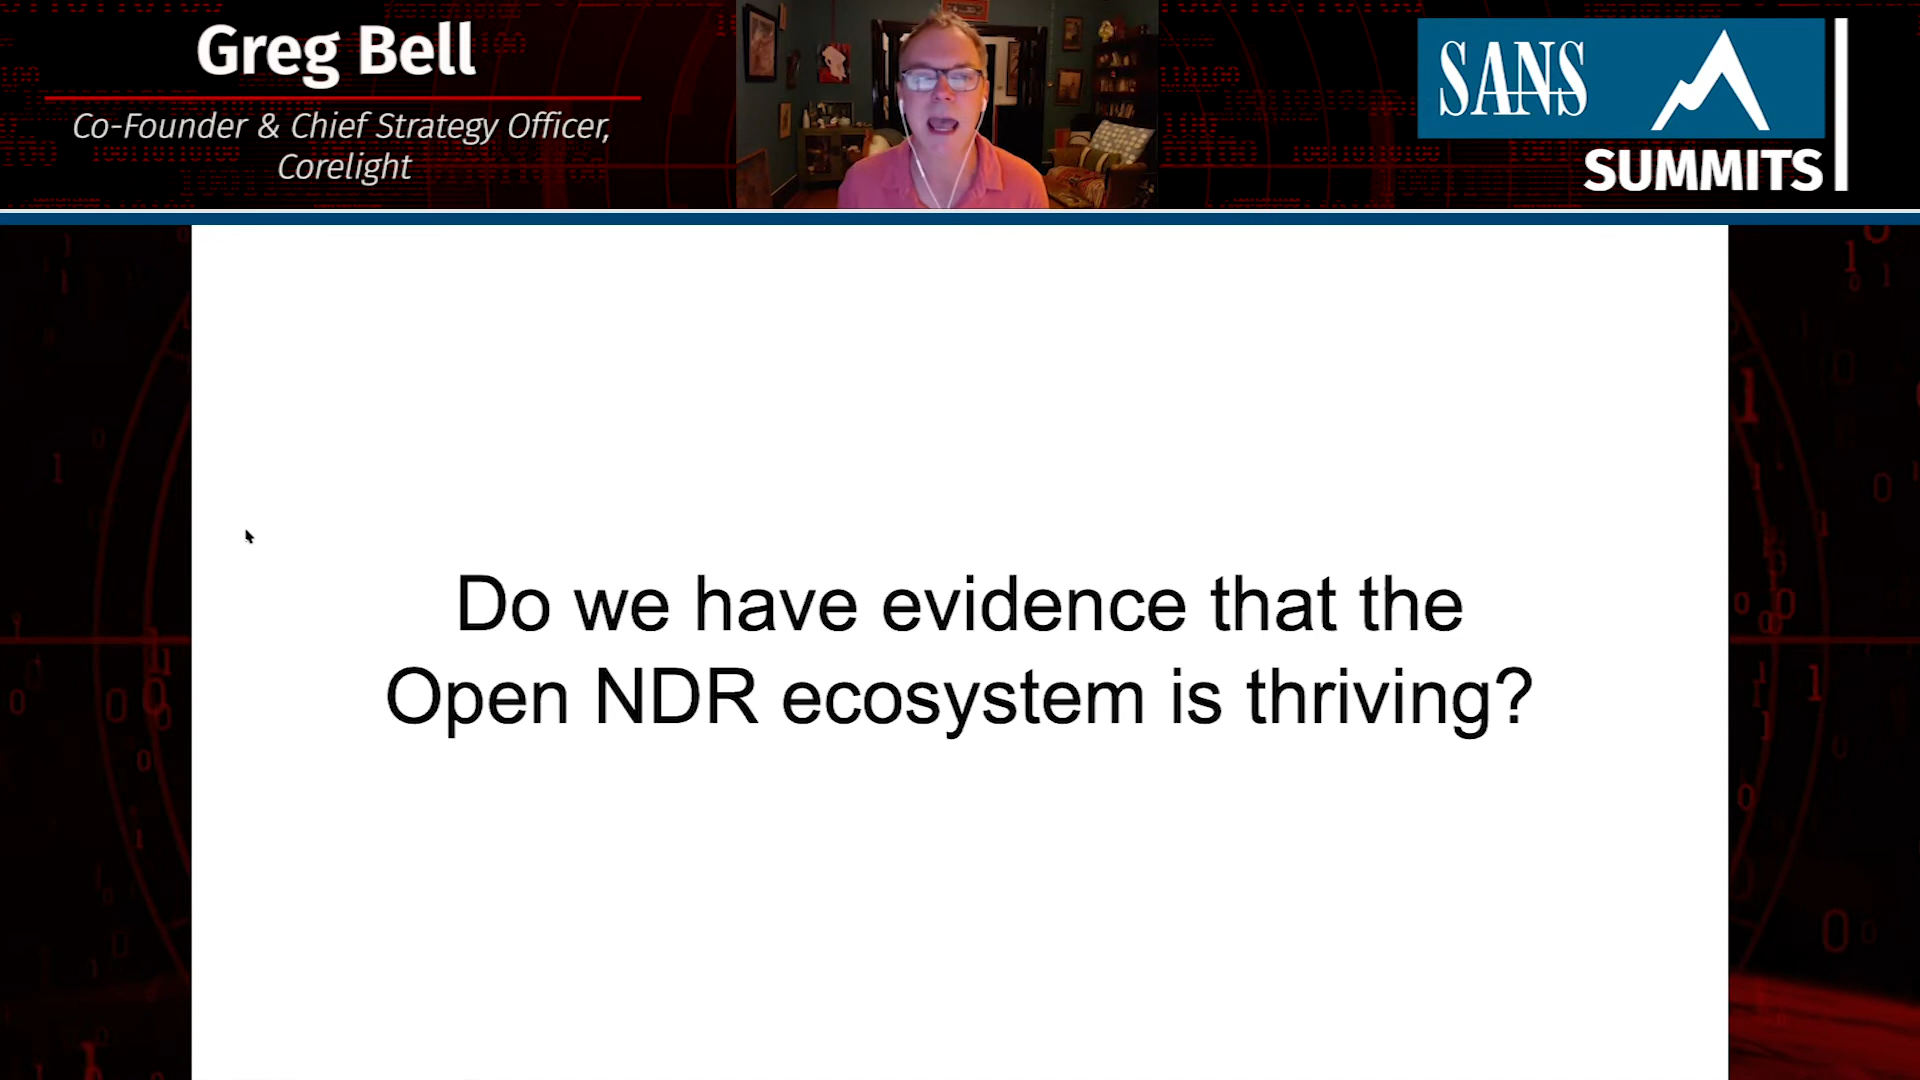 Greg Bell
Co-Founder & Chief Strategy Officer,
Corelight
SANS
SUMMITS
Do we have evidence that the
Open NDR ecosystem is thriving?